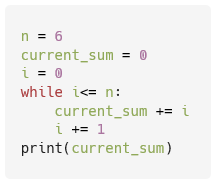 n = 6
current_sum = 0
i = 0
while i<= n:
    current_sum += i
    i += 1
print(current_sum)